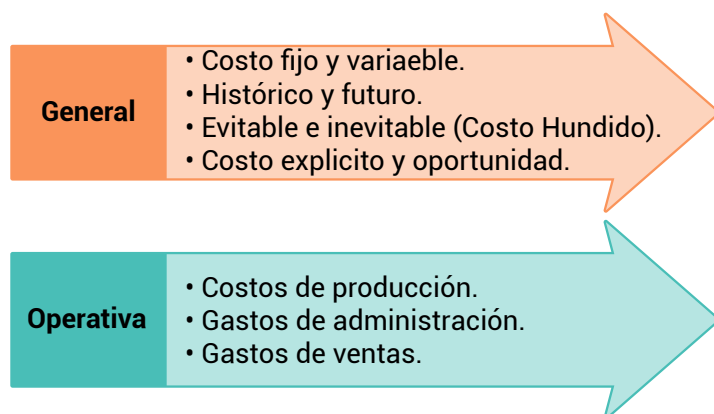 General
• Costo fijo y variaeble.
• Histórico y futuro.
• Evitable e inevitable (Costo Hundido).
• Costo explicito y oportunidad.
Operativa
• Costos de producción.
• Gastos de administración.
• Gastos de ventas.